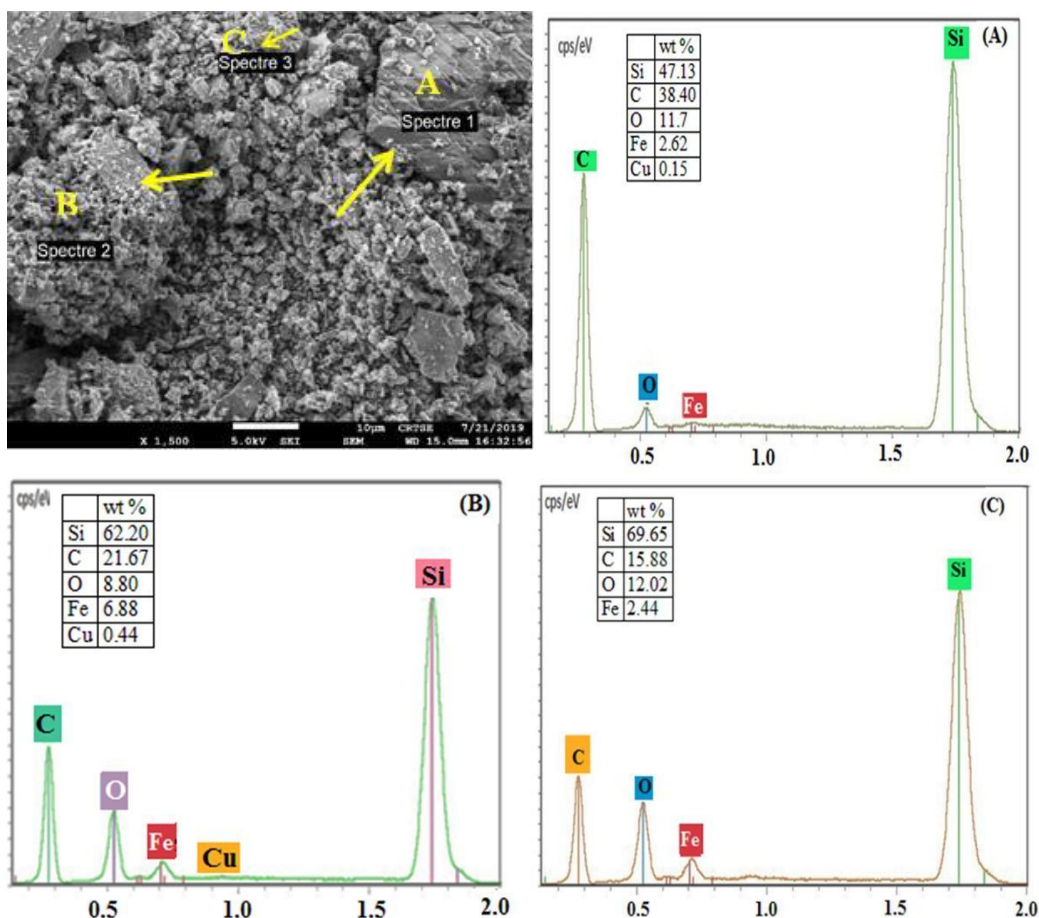 C
Spectre 3
A
Spectre 1
B
Spectre 2
10µm CRTSE 7/21/2019
X 1,500 5.0kV SEI SEM WD 15.0mm 16:32:56
cps/eV
(A)
wt %
Si 47.13
C 38.40
O 11.7
Fe 2.62
Cu 0.15
C
O
Fe
Si
0.5 1.0 1.5 2.0
cps/eV
(B)
wt %
Si 62.20
C 21.67
O 8.80
Fe 6.88
Cu 0.44
C
O
Fe
Cu
Si
0.5 1.0 1.5 2.0
cps/eV
(C)
wt %
Si 69.65
C 15.88
O 12.02
Fe 2.44
C
O
Fe
Si
0.5 1.0 1.5 2.0